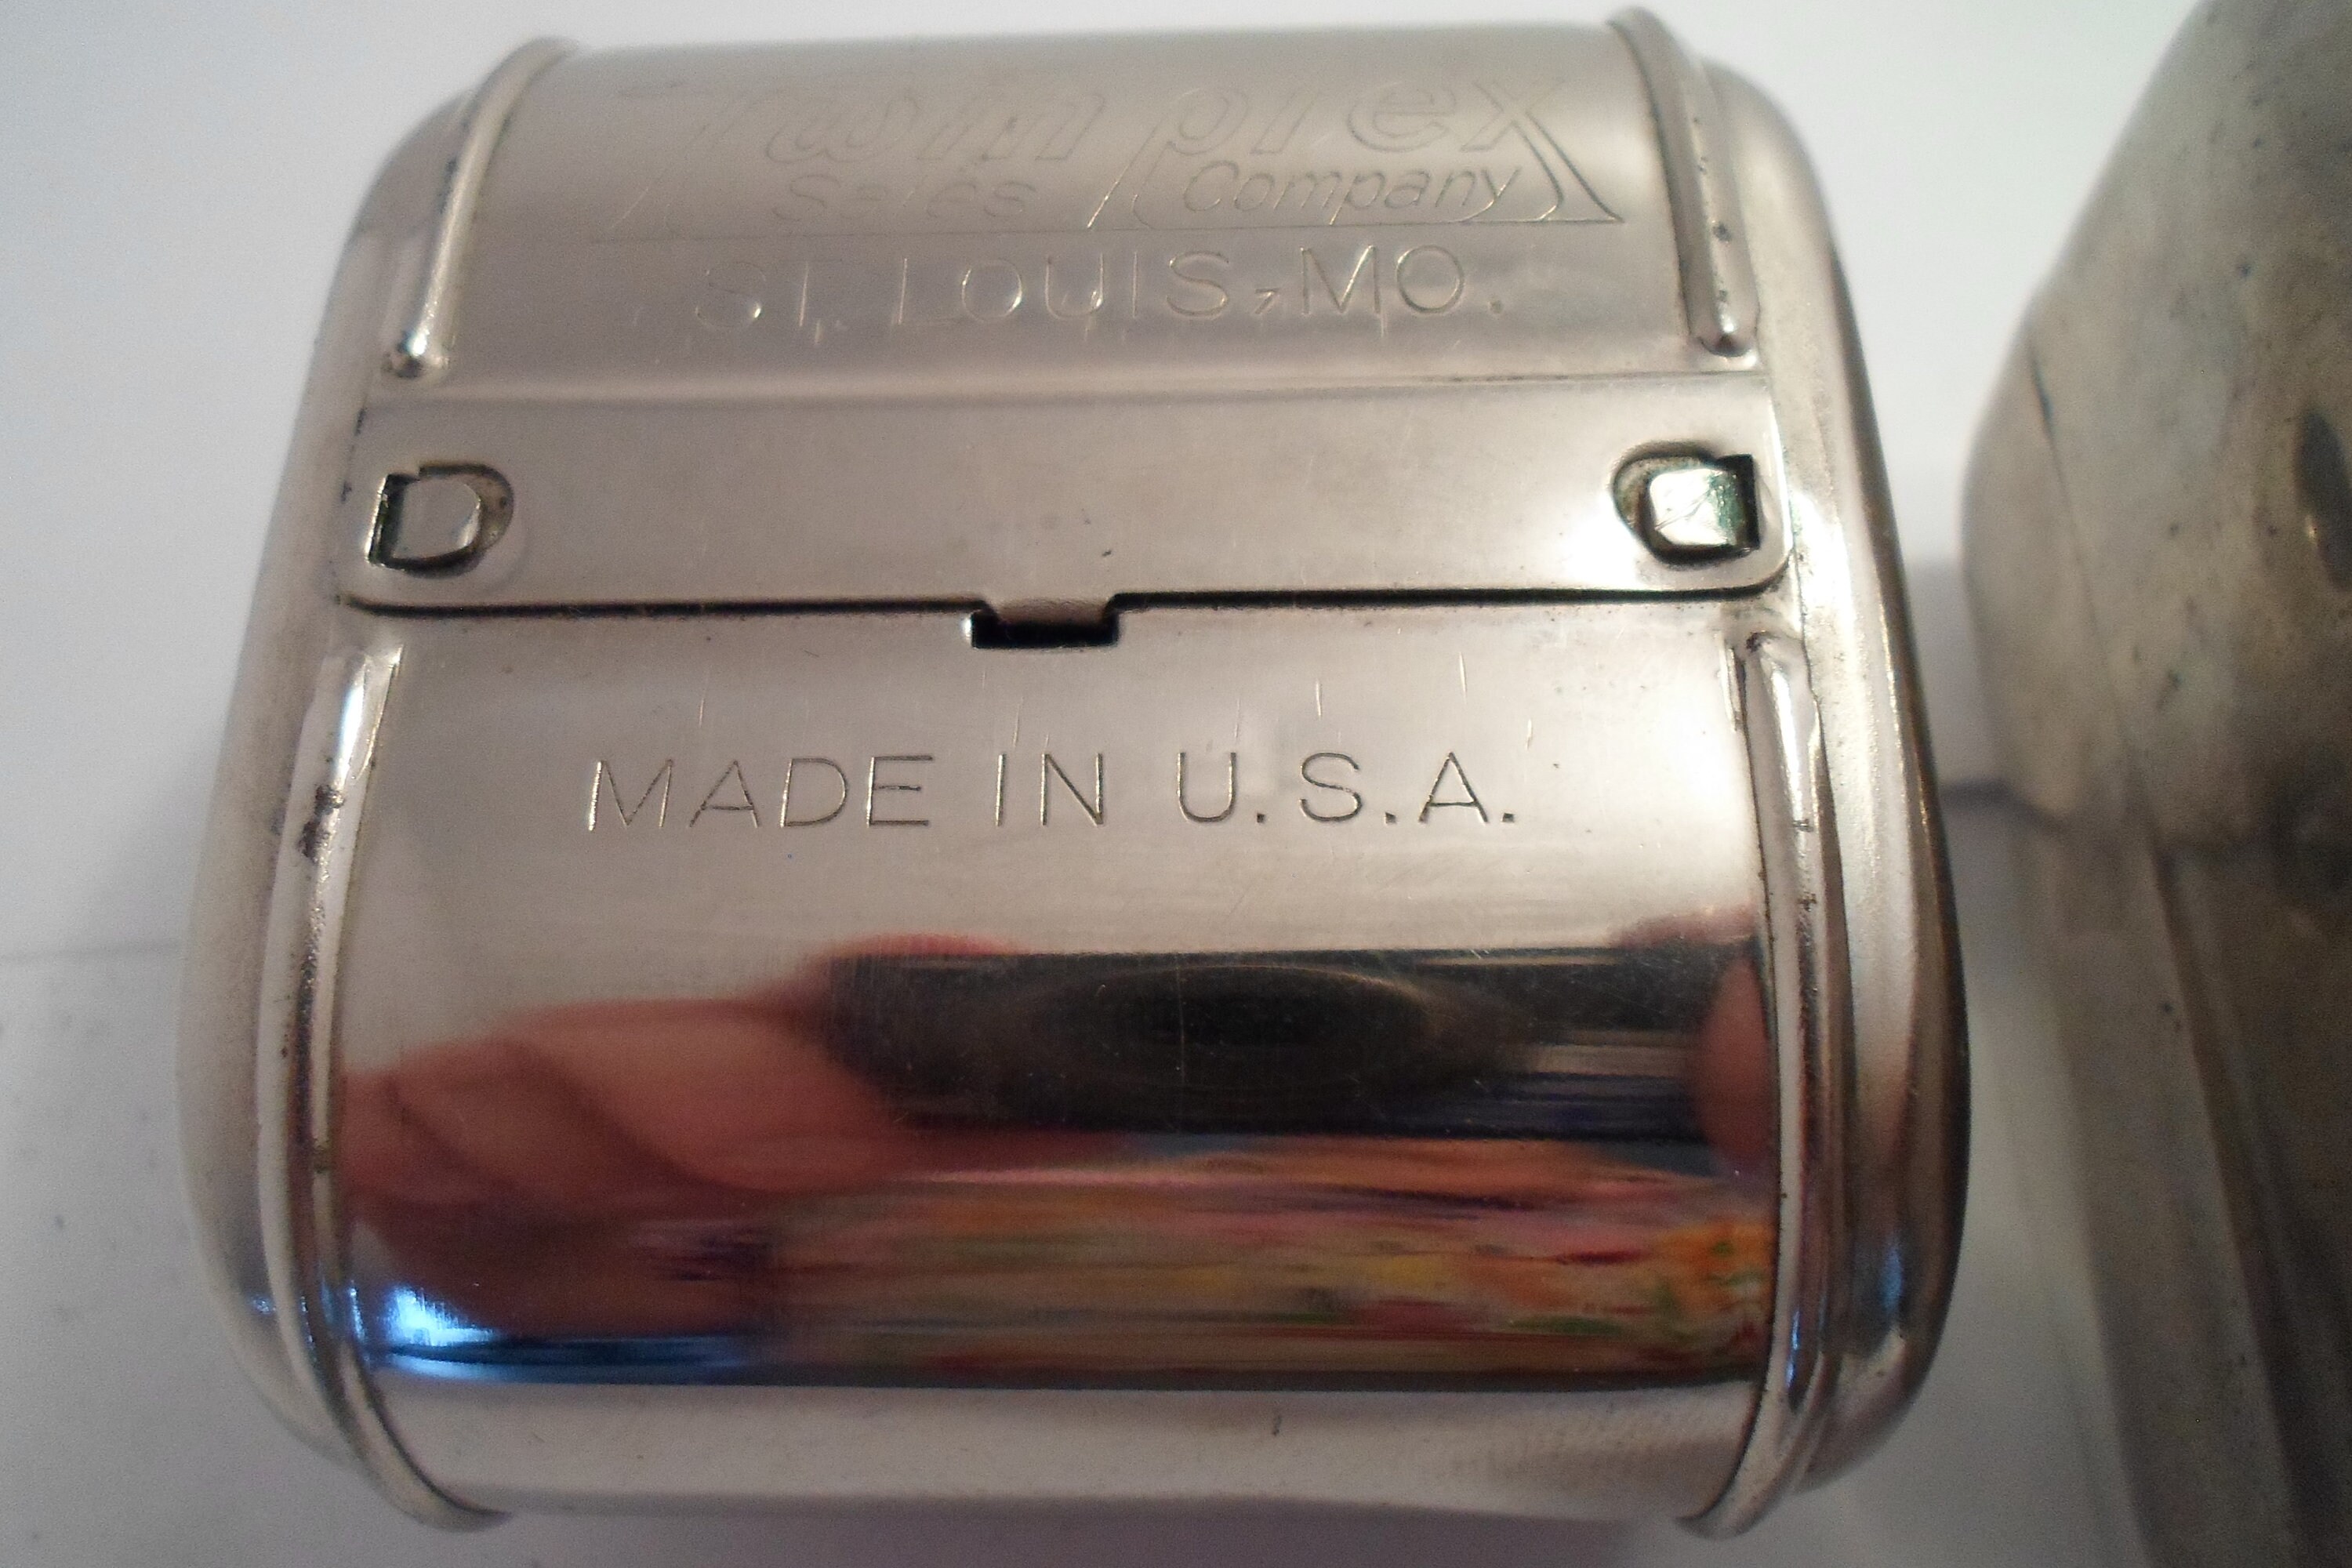 Twinplex
Sales Company
ST. LOUIS, MO.
MADE IN U.S.A.